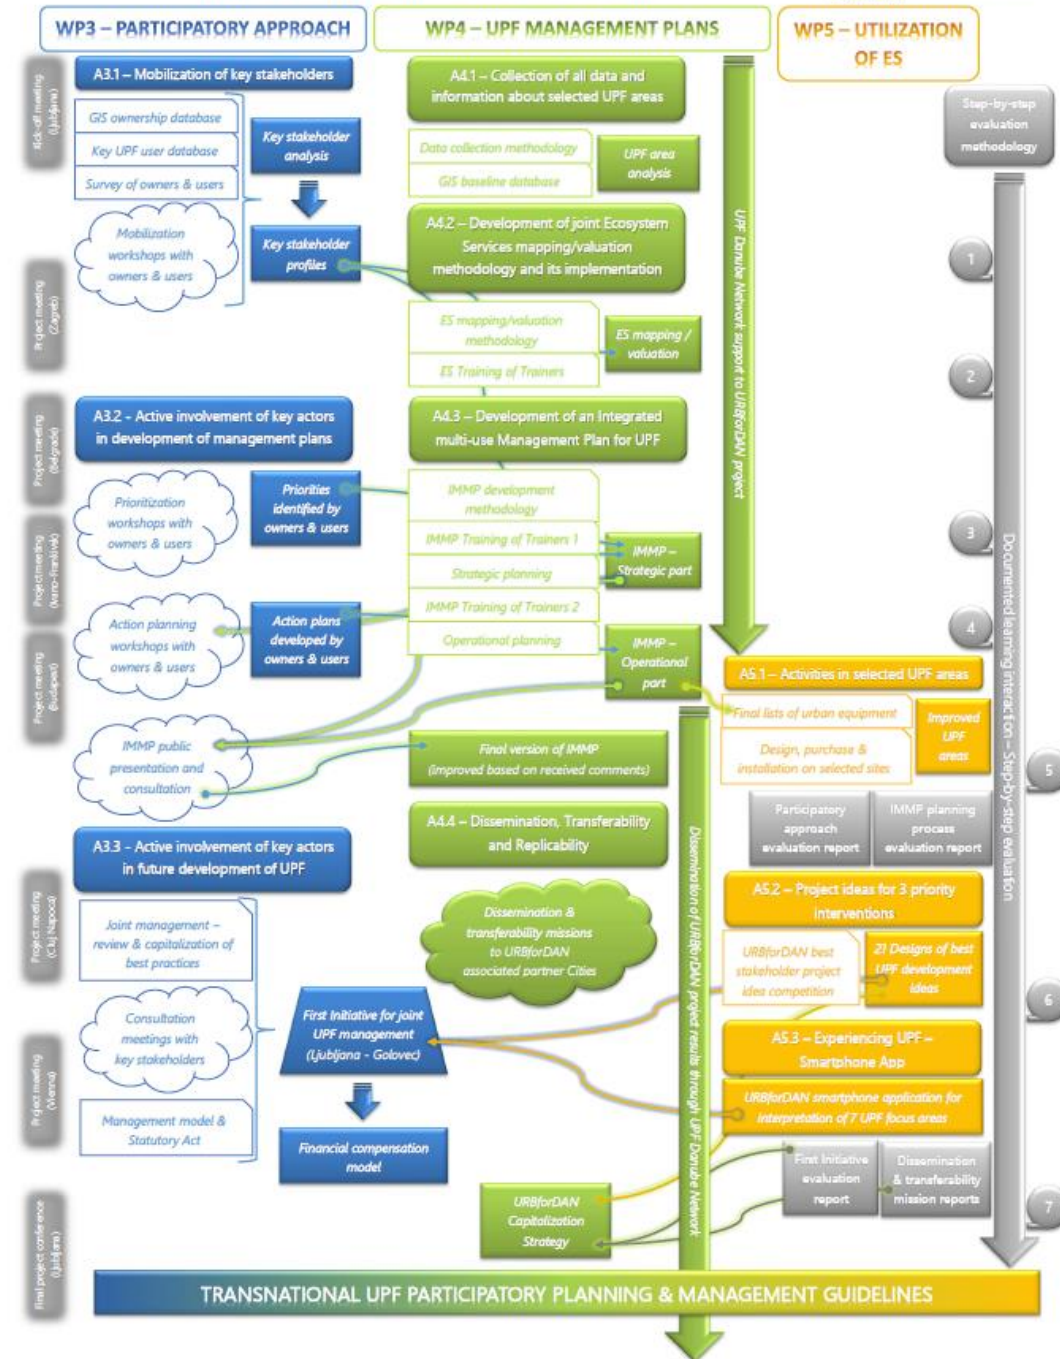 WP3 – PARTICIPATORY APPROACH
WP4 – UPF MANAGEMENT PLANS
WP5 – UTILIZATION
OF ES
Kick-off meeting
(Ljubljana)
Project meeting
(Zagreb)
Project meeting
(Belgrade)
Project meeting
(Ivano-Frankivsk)
Project meeting
(Budapest)
Project meeting
(Cluj Napoca)
Project meeting
(Vienna)
Final project conference
(Ljubljana)
A3.1 – Mobilization of key stakeholders
GIS ownership database
Key UPF user database
Survey of owners & users
Key stakeholder
analysis
Mobilization
workshops with
owners & users
Key stakeholder
profiles
A3.2 - Active involvement of key actors
in development of management plans
Prioritization
workshops with
owners & users
Priorities
identified by
owners & users
Action planning
workshops with
owners & users
Action plans
developed by
owners & users
IMMP public
presentation and
consultation
A3.3 – Active involvement of key actors
in future development of UPF
Joint management –
review & capitalization of
best practices
Consultation
meetings with
key stakeholders
Management model &
Statutory Act
First Initiative for joint
UPF management
(Ljubljana - Golovec)
Financial compensation
model
A4.1 – Collection of all data and
information about selected UPF areas
Data collection methodology
GIS baseline database
UPF area
analysis
A4.2 – Development of joint Ecosystem
Services mapping/valuation
methodology and its implementation
ES mapping/valuation
methodology
ES Training of Trainers
ES mapping /
valuation
A4.3 – Development of an Integrated
multi-use Management Plan for UPF
IMMP development
methodology
IMMP Training of Trainers 1
Strategic planning
IMMP Training of Trainers 2
Operational planning
IMMP –
Strategic part
IMMP –
Operational
part
Final version of IMMP
(improved based on received comments)
A4.4 – Dissemination, Transferability
and Replicability
Dissemination &
transferability missions
to URBforDAN
associated partner Cities
URBforDAN
Capitalization
Strategy
UPF Danube Network support to URBforDAN project
Dissemination of URBforDAN project results through UPF Danube Network
A5.1 – Activities in selected UPF areas
Final lists of urban equipment
Design, purchase &
installation on selected sites
Improved
UPF
areas
Participatory
approach
evaluation report
IMMP planning
process
evaluation report
A5.2 – Project ideas for 3 priority
interventions
URBforDAN best
stakeholder project
idea competition
21 Designs of best
UPF development
ideas
A5.3 – Experiencing UPF –
Smartphone App
URBforDAN smartphone application for
interpretation of 7 UPF focus areas
First Initiative
evaluation
report
Dissemination
& transferability
mission reports
Step-by-step
evaluation
methodology
Documented learning interaction – Step-by-step evaluation
1
2
3
4
5
6
7
TRANSNATIONAL UPF PARTICIPATORY PLANNING & MANAGEMENT GUIDELINES